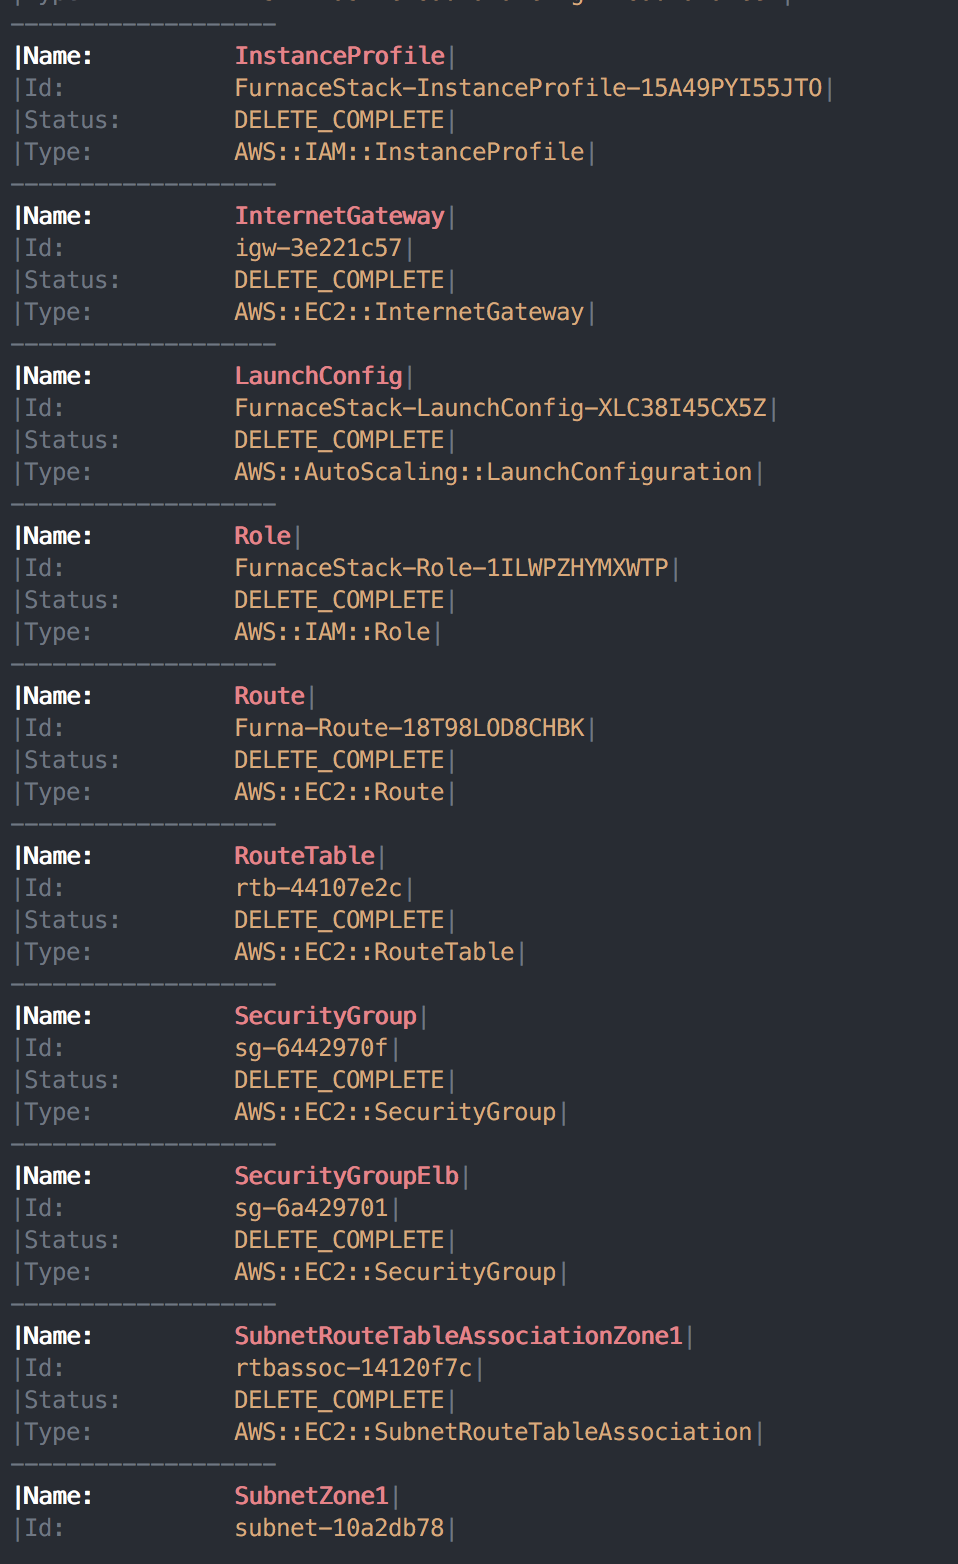 |Name: InstanceProfile|
|Id: FurnaceStack-InstanceProfile-15A49PYI55JTO|
|Status: DELETE_COMPLETE|
|Type: AWS::IAM::InstanceProfile|
|Name: InternetGateway|
|Id: igw-3e221c57|
|Status: DELETE_COMPLETE|
|Type: AWS::EC2::InternetGateway|
|Name: LaunchConfig|
|Id: FurnaceStack-LaunchConfig-XLC38I45CX5Z|
|Status: DELETE_COMPLETE|
|Type: AWS::AutoScaling::LaunchConfiguration|
|Name: Role|
|Id: FurnaceStack-Role-1ILWPZHYMXWTP|
|Status: DELETE_COMPLETE|
|Type: AWS::IAM::Role|
|Name: Route|
|Id: Furna-Route-18T98LOD8CHBK|
|Status: DELETE_COMPLETE|
|Type: AWS::EC2::Route|
|Name: RouteTable|
|Id: rtb-44107e2c|
|Status: DELETE_COMPLETE|
|Type: AWS::EC2::RouteTable|
|Name: SecurityGroup|
|Id: sg-6442970f|
|Status: DELETE_COMPLETE|
|Type: AWS::EC2::SecurityGroup|
|Name: SecurityGroupElb|
|Id: sg-6a429701|
|Status: DELETE_COMPLETE|
|Type: AWS::EC2::SecurityGroup|
|Name: SubnetRouteTableAssociationZone1|
|Id: rtbassoc-14120f7c|
|Status: DELETE_COMPLETE|
|Type: AWS::EC2::SubnetRouteTableAssociation|
|Name: SubnetZone1|
|Id: subnet-10a2db78|